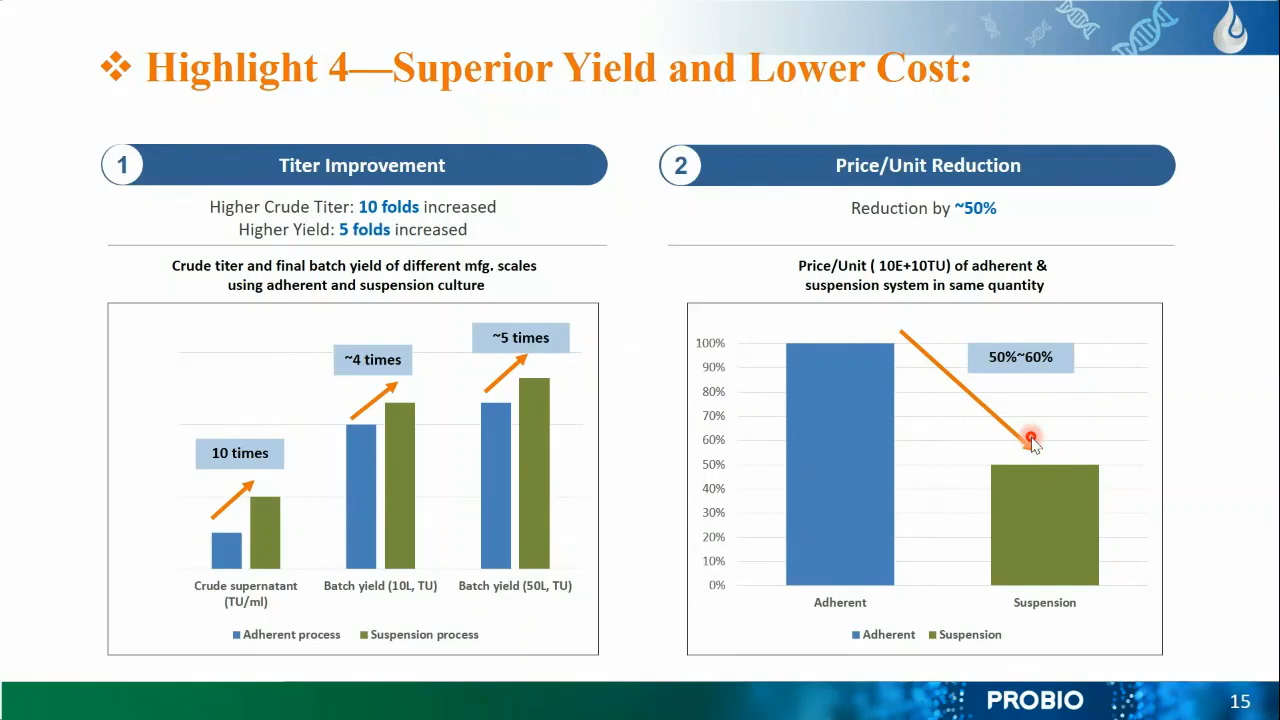 ❖ Highlight 4—Superior Yield and Lower Cost:
1 Titer Improvement
Higher Crude Titer: 10 folds increased
Higher Yield: 5 folds increased
Crude titer and final batch yield of different mfg. scales
using adherent and suspension culture
10 times
~4 times
~5 times
Crude supernatant
(TU/ml)
Batch yield (10L, TU)
Batch yield (50L, TU)
Adherent process
Suspension process
2 Price/Unit Reduction
Reduction by ~50%
Price/Unit ( 10E+10TU) of adherent &
suspension system in same quantity
100%
90%
80%
70%
60%
50%
40%
30%
20%
10%
0%
50%~60%
Adherent
Suspension
Adherent
Suspension
PROBIO
15